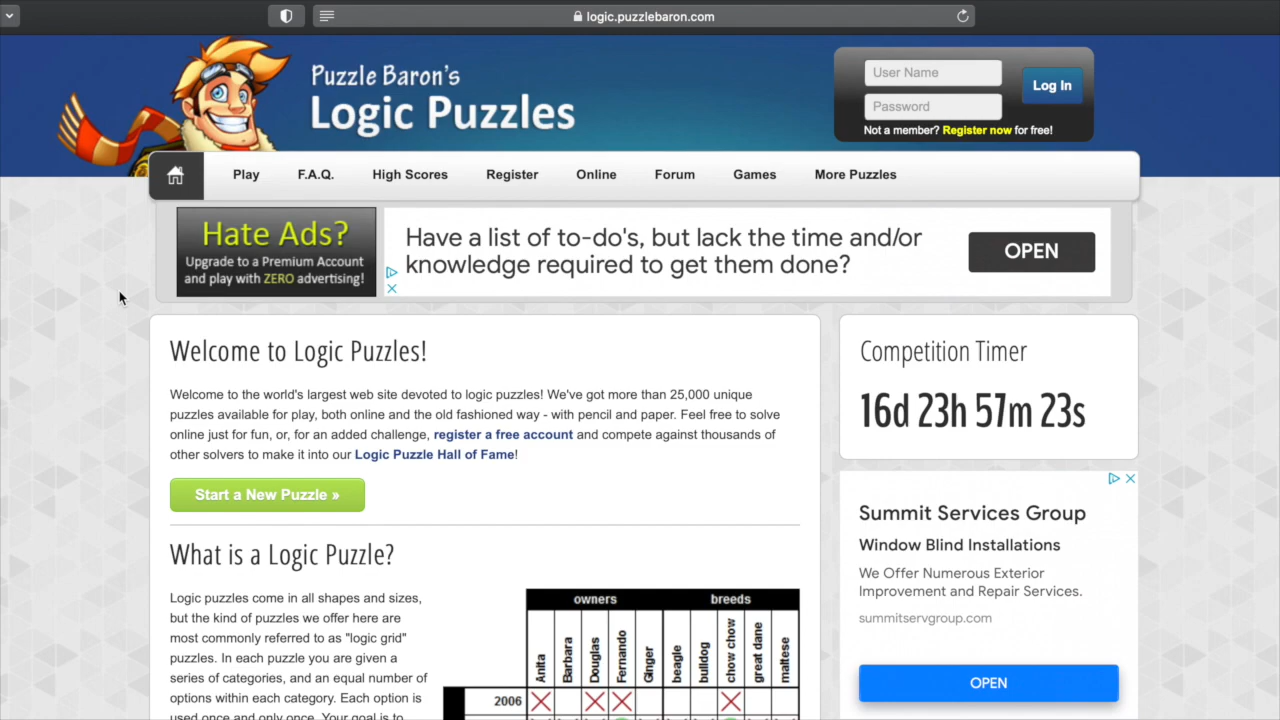 logic.puzzlebaron.com
Puzzle Baron's
Logic Puzzles
User Name
Password
Log In
Not a member? Register now for free!
Play
F.A.Q.
High Scores
Register
Online
Forum
Games
More Puzzles
Hate Ads?
Upgrade to a Premium Account
and play with ZERO advertising!
Have a list of to-do's, but lack the time and/or
knowledge required to get them done?
OPEN
Welcome to Logic Puzzles!
Welcome to the world's largest web site devoted to logic puzzles! We've got more than 25,000 unique
puzzles available for play, both online and the old fashioned way - with pencil and paper. Feel free to solve
online just for fun, or, for an added challenge, register a free account and compete against thousands of
other solvers to make it into our Logic Puzzle Hall of Fame!
Start a New Puzzle »
What is a Logic Puzzle?
Logic puzzles come in all shapes and sizes,
but the kind of puzzles we offer here are
most commonly referred to as "logic grid"
puzzles. In each puzzle you are given a
series of categories, and an equal number of
options within each category. Each option is
used once and only once. Your goal is to
owners
breeds
Anita
Barbara
Douglas
Fernando
Ginger
beagle
bulldog
chow chow
great dane
maltese
2006
Competition Timer
16d 23h 57m 23s
Summit Services Group
Window Blind Installations
We Offer Numerous Exterior
Improvement and Repair Services.
summitservgroup.com
OPEN